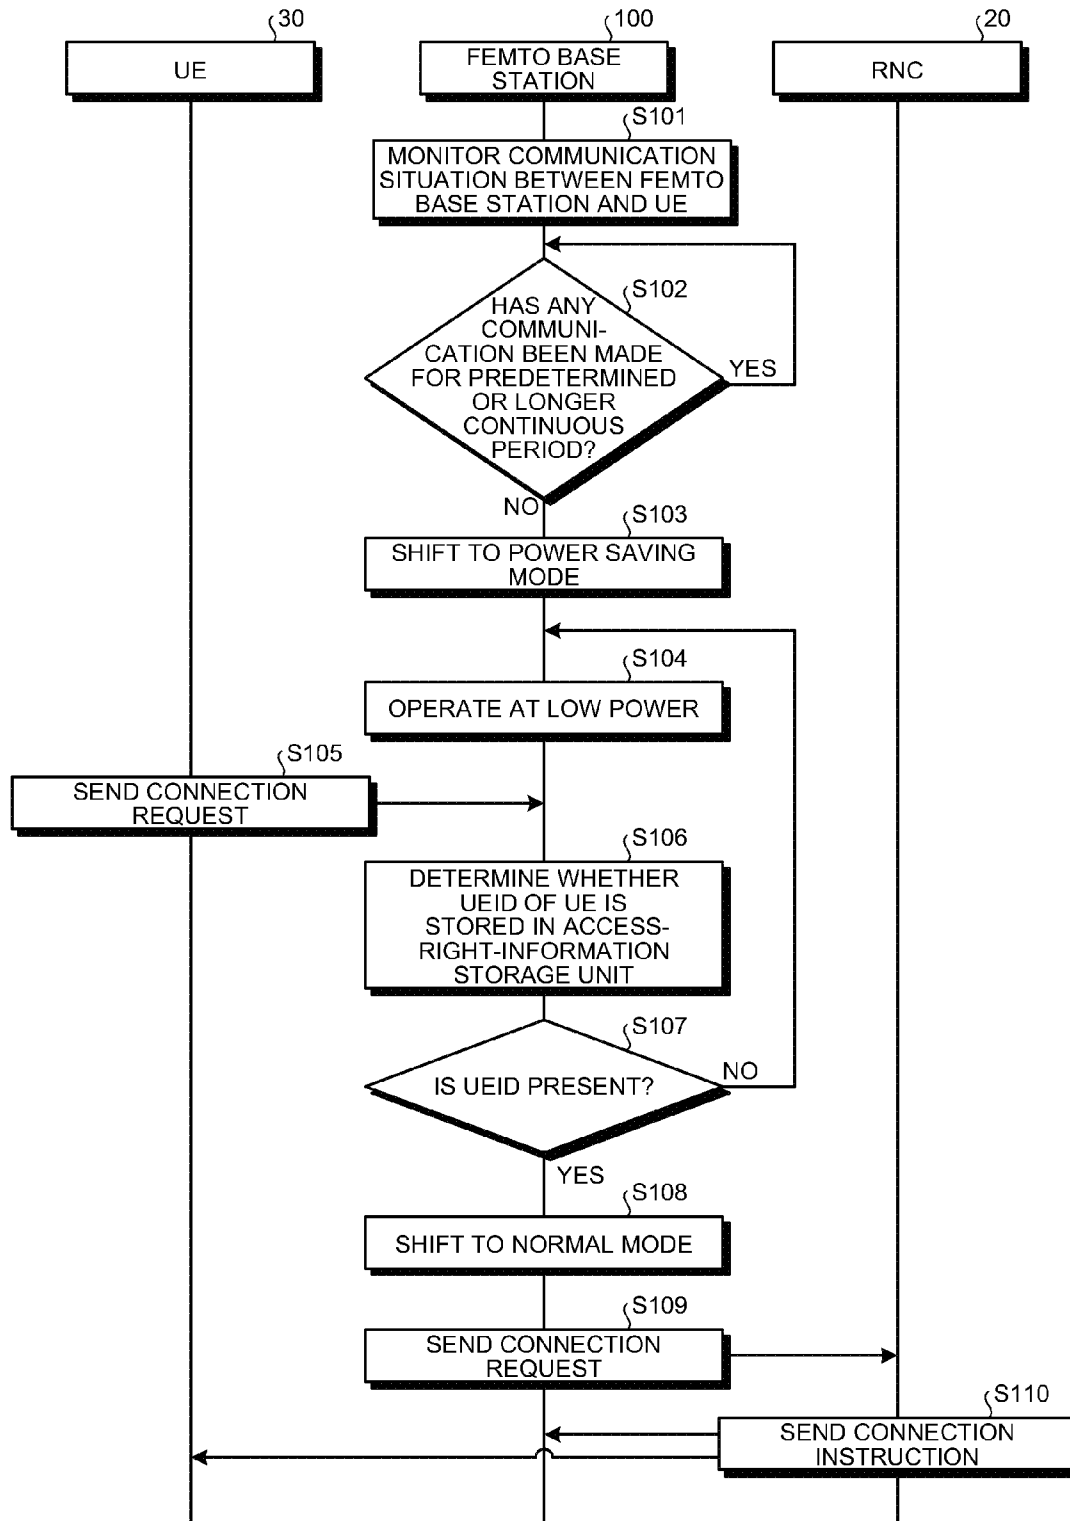 30
100
20
UE
FEMTO BASE
STATION
RNC
S101
MONITOR COMMUNICATION
SITUATION BETWEEN FEMTO
BASE STATION AND UE
S102
HAS ANY
COMMUNI-
CATION BEEN MADE
FOR PREDETERMINED
OR LONGER
CONTINUOUS
PERIOD?
YES
NO
S103
SHIFT TO POWER SAVING
MODE
S104
OPERATE AT LOW POWER
S105
SEND CONNECTION
REQUEST
S106
DETERMINE WHETHER
UEID OF UE IS
STORED IN ACCESS-
RIGHT-INFORMATION
STORAGE UNIT
S107
IS UEID PRESENT?
NO
YES
S108
SHIFT TO NORMAL MODE
S109
SEND CONNECTION
REQUEST
S110
SEND CONNECTION
INSTRUCTION